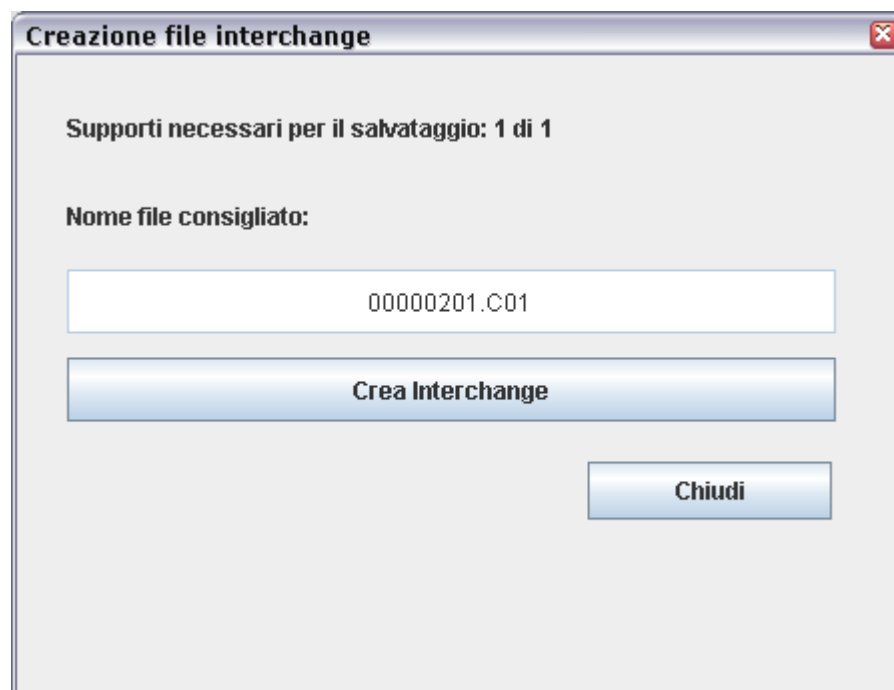 Creazione file interchange
Supporti necessari per il salvataggio: 1 di 1
Nome file consigliato:
00000201.C01
Crea Interchange
Chiudi